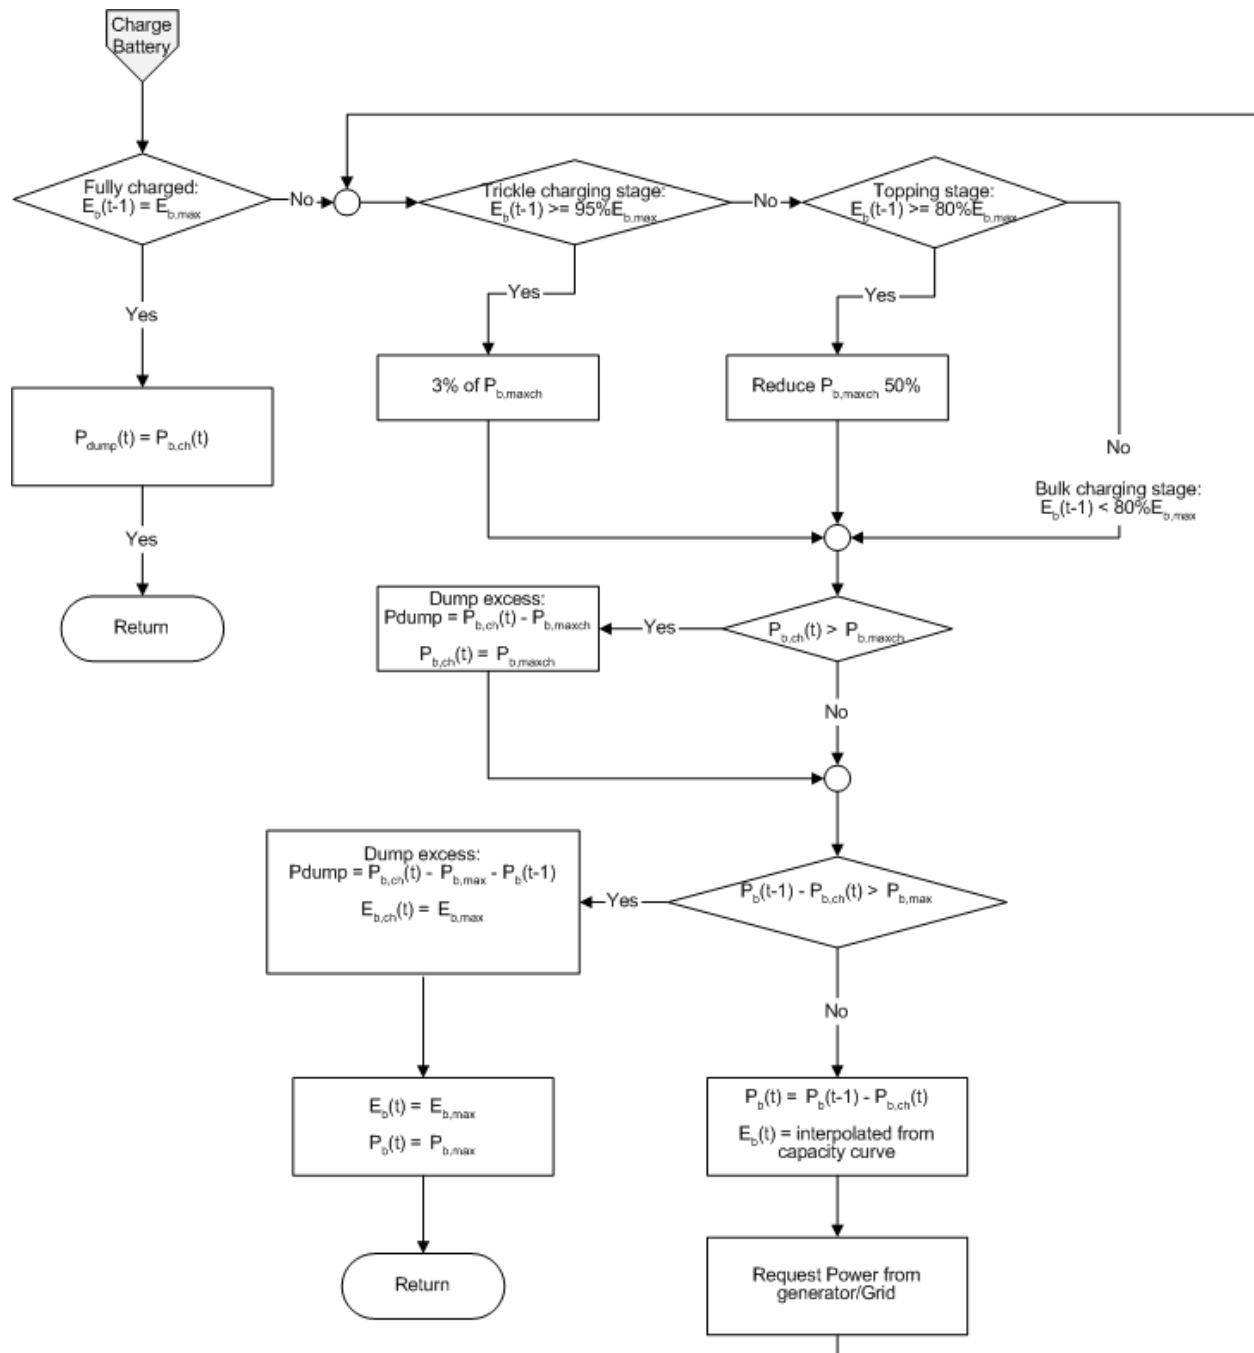 Charge
Battery
Fully charged:
E_b(t-1) = E_b,max
No
Trickle charging stage:
E_b(t-1) >= 95%E_b,max
No
Topping stage:
E_b(t-1) >= 80%E_b,max
Yes
Yes
Yes
3% of P_b,maxch
Reduce P_b,maxch 50%
P_dump(t) = P_b,ch(t)
No
Bulk charging stage:
E_b(t-1) < 80%E_b,max
Yes
Return
Dump excess:
Pdump = P_b,ch(t) - P_b,maxch
P_b,ch(t) = P_b,maxch
Yes
P_b,ch(t) > P_b,maxch
No
Dump excess:
Pdump = P_b,ch(t) - P_b,max - P_b(t-1)
E_b,ch(t) = E_b,max
Yes
P_b(t-1) - P_b,ch(t) > P_b,max
No
E_b(t) = E_b,max
P_b(t) = P_b,max
P_b(t) = P_b(t-1) - P_b,ch(t)
E_b(t) = interpolated from
capacity curve
Return
Request Power from
generator/Grid